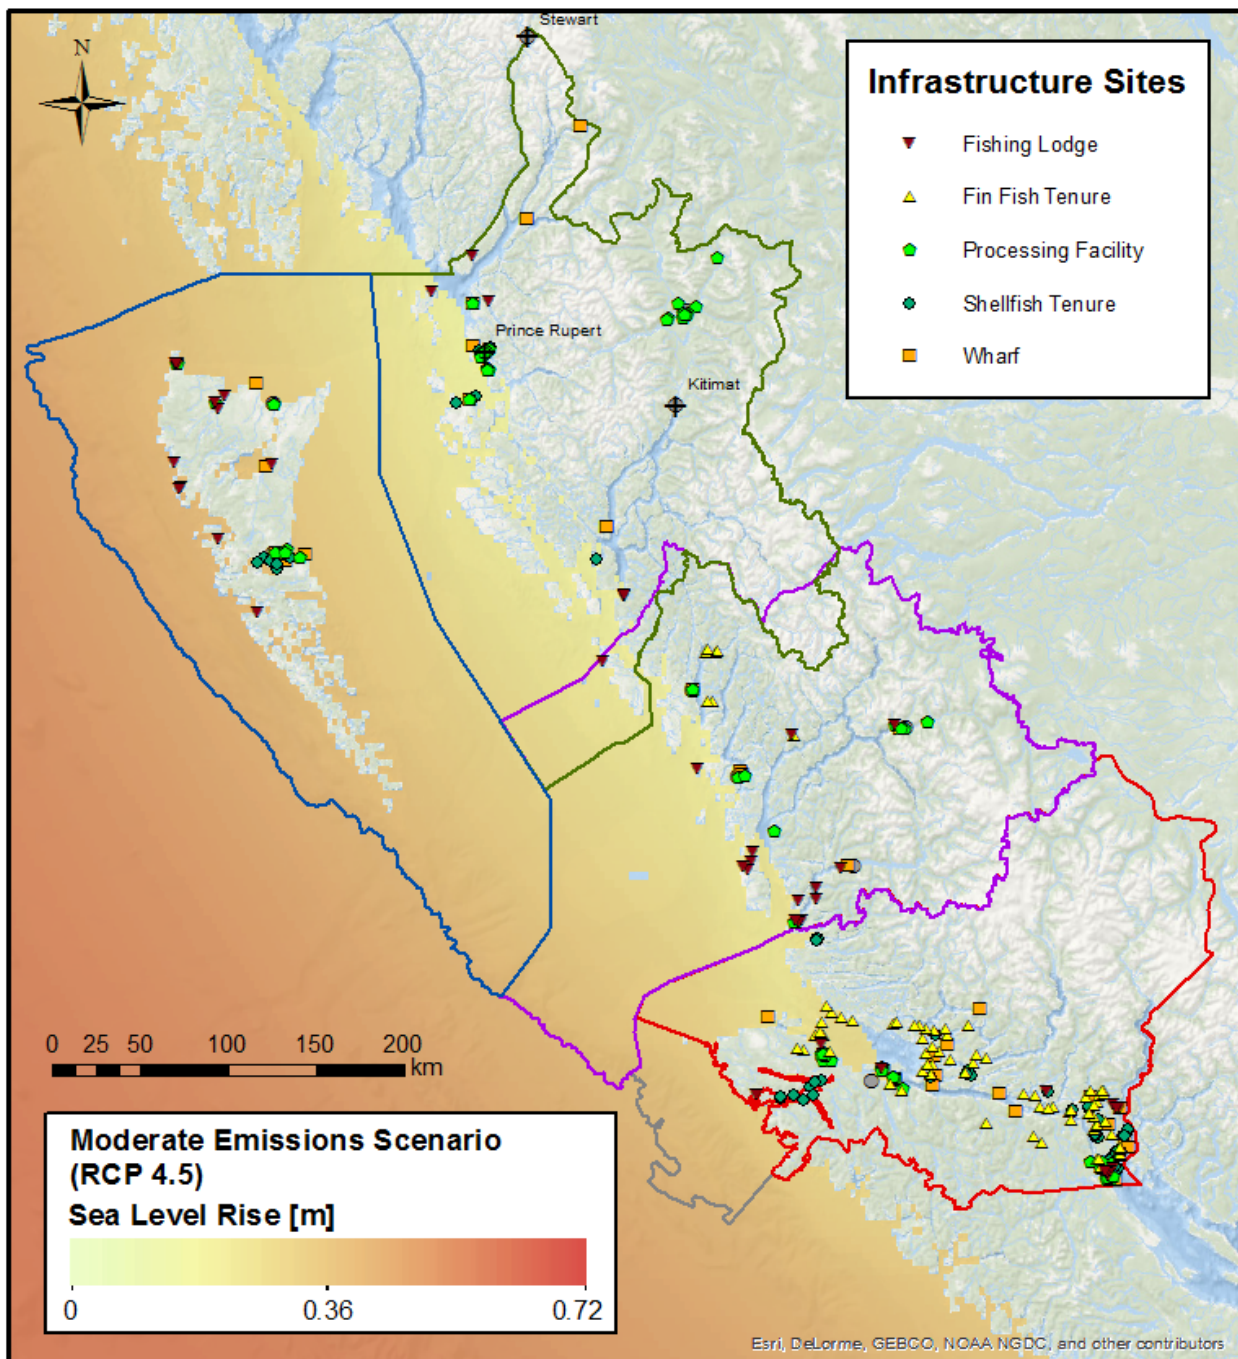 Stewart
N
Infrastructure Sites
Fishing Lodge
Fin Fish Tenure
Processing Facility
Shellfish Tenure
Wharf
Prince Rupert
Kitimat
0 25 50 100 150 200
km
Moderate Emissions Scenario
(RCP 4.5)
Sea Level Rise [m]
0 0.36 0.72
Esri, DeLorme, GEBCO, NOAA NGDC, and other contributors